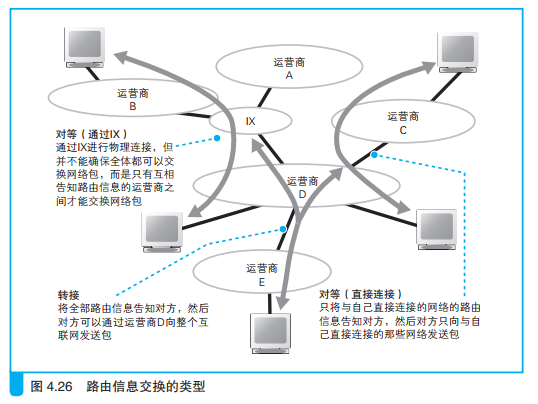 运营商
A
运营商
B
IX
运营商
C
对等（通过IX）
通过IX进行物理连接，但
并不能确保全体都可以交
换网络包，而是只有互相
告知路由信息的运营商之
间才能交换网络包
运营商
D
运营商
E
转接
将全部路由信息告知对方，然后
对方可以通过运营商D向整个互
联网发送包
对等（直接连接）
只将与自己直接连接的网络的路由
信息告知对方，然后对方只向与自
己直接连接的那些网络发送包
图 4.26 路由信息交换的类型